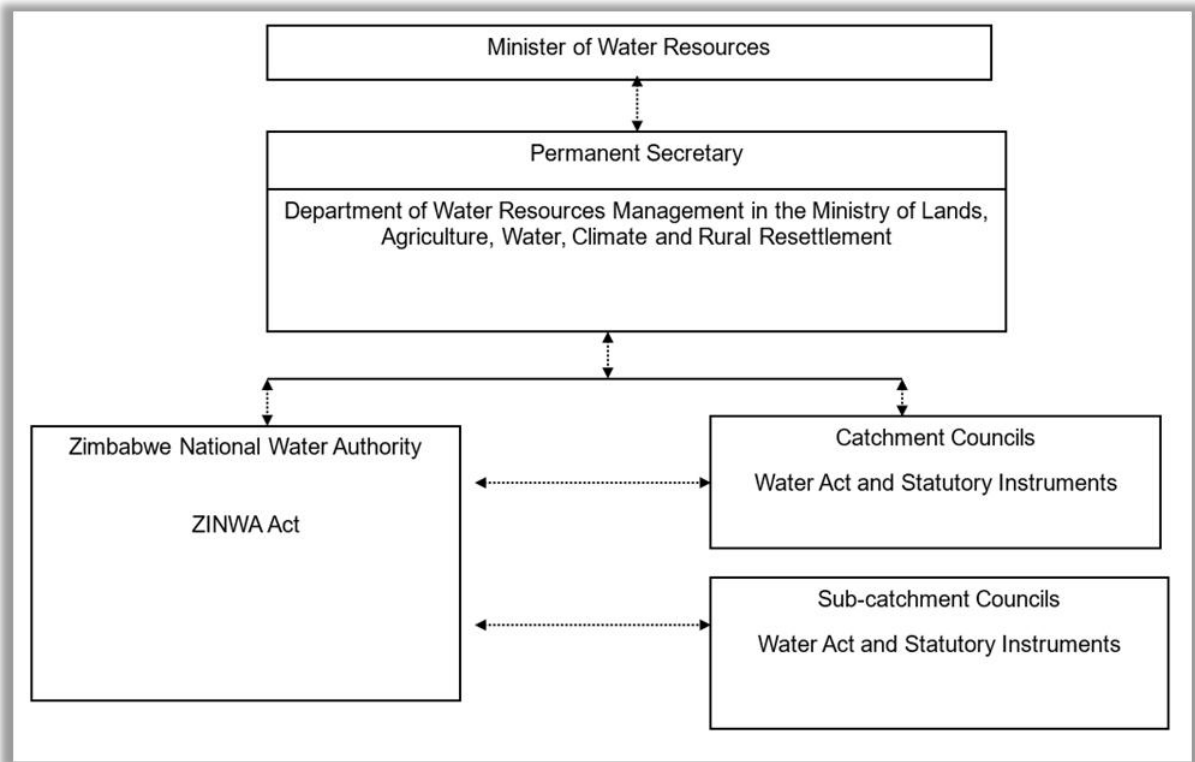 Minister of Water Resources
Permanent Secretary
Department of Water Resources Management in the Ministry of Lands,
Agriculture, Water, Climate and Rural Resettlement
Zimbabwe National Water Authority
ZINWA Act
Catchment Councils
Water Act and Statutory Instruments
Sub-catchment Councils
Water Act and Statutory Instruments